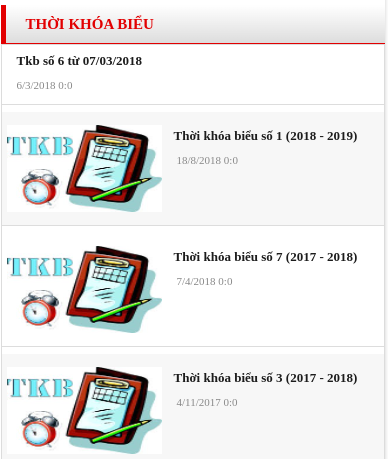 THỜI KHÓA BIỂU
Tkb số 6 từ 07/03/2018
6/3/2018 0:0
TKB
Thời khóa biểu số 1 (2018 - 2019)
18/8/2018 0:0
TKB
Thời khóa biểu số 7 (2017 - 2018)
7/4/2018 0:0
TKB
Thời khóa biểu số 3 (2017 - 2018)
4/11/2017 0:0